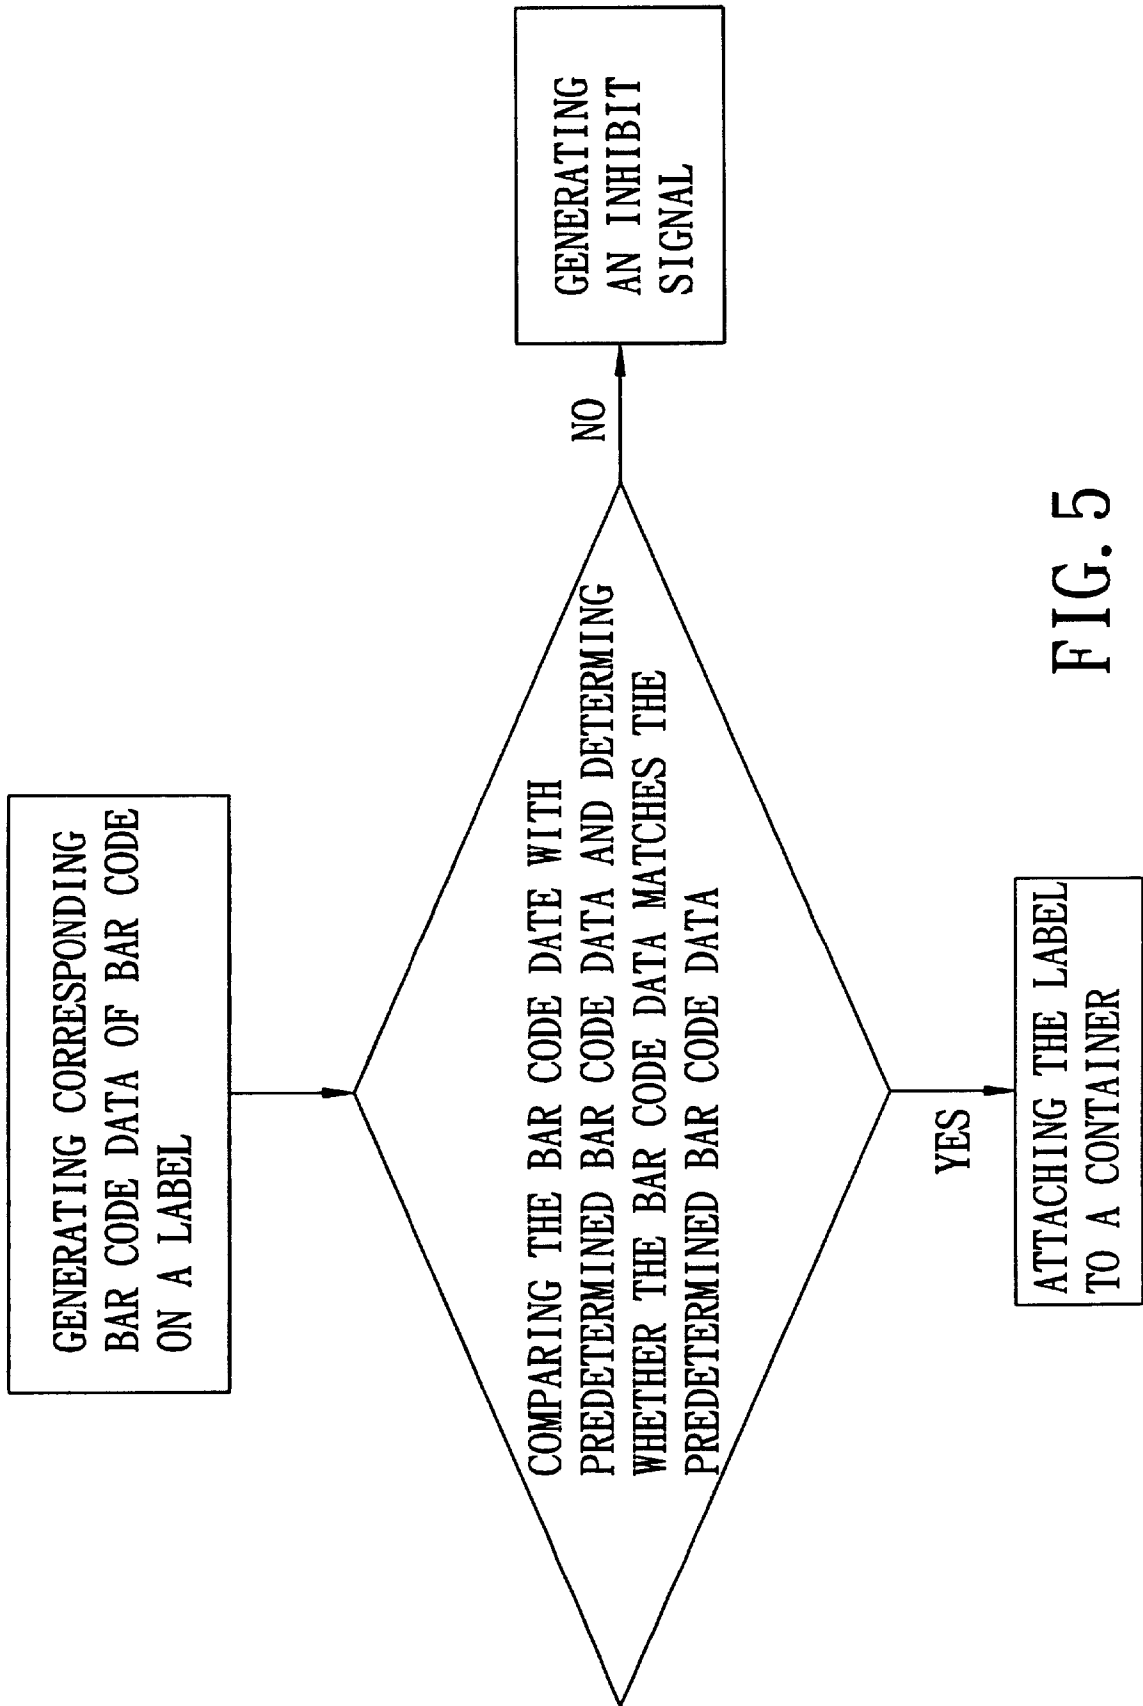 GENERATING CORRESPONDING
BAR CODE DATA OF BAR CODE
ON A LABEL
COMPARING THE BAR CODE DATE WITH
PREDETERMINED BAR CODE DATA AND DETERMING
WHETHER THE BAR CODE DATA MATCHES THE
PREDETERMINED BAR CODE DATA
NO
GENERATING
AN INHIBIT
SIGNAL
YES
ATTACHING THE LABEL
TO A CONTAINER
FIG. 5